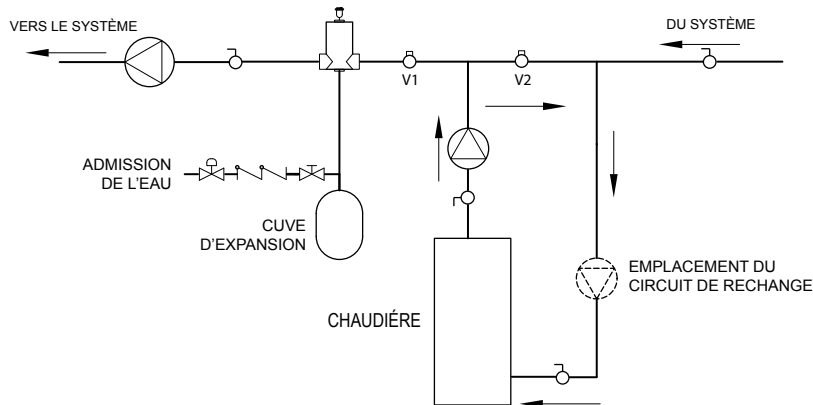 VERS LE SYSTÈME
DU SYSTÈME
V1
V2
ADMISSION
DE L'EAU
CUVE
D'EXPANSION
EMPLACEMENT DU
CIRCUIT DE RECHANGE
CHAUDIÉRE